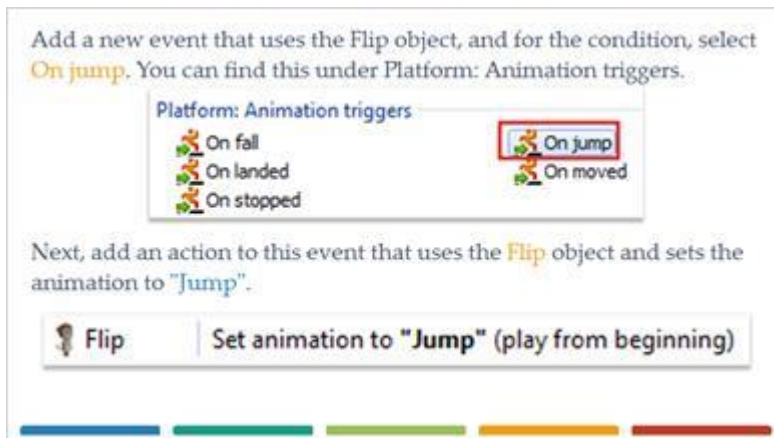 Add a new event that uses the Flip object, and for the condition, select
On jump. You can find this under Platform: Animation triggers.
Platform: Animation triggers
On fall
On jump
On landed
On moved
On stopped
Next, add an action to this event that uses the Flip object and sets the
animation to "Jump".
Flip
Set animation to "Jump" (play from beginning)